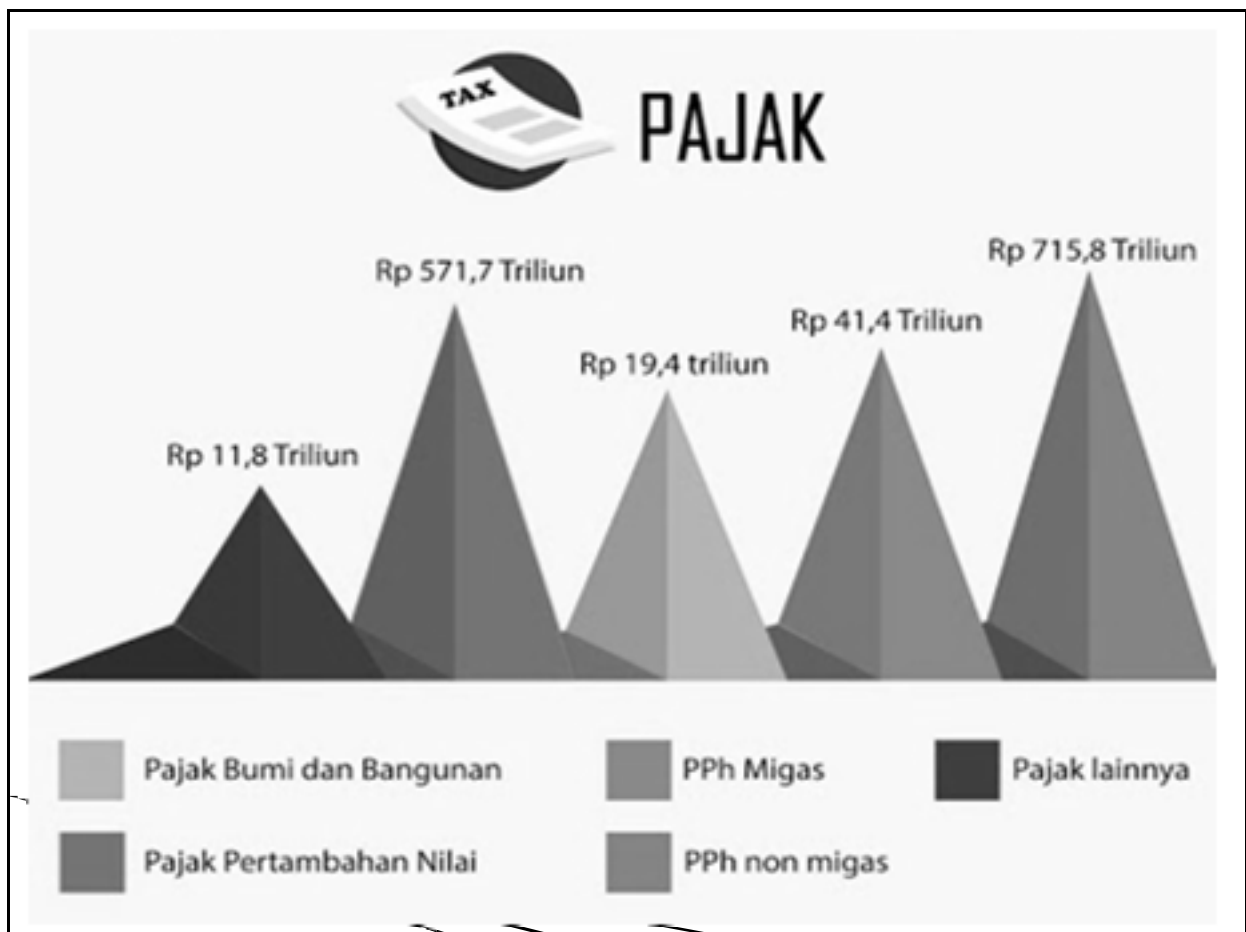 TAX
PAJAK
Rp 715,8 Triliun
Rp 571,7 Triliun
Rp 41,4 Triliun
Rp 19,4 triliun
Rp 11,8 Triliun
Pajak Bumi dan Bangunan
PPh Migas
Pajak lainnya
Pajak Pertambahan Nilai
PPh non migas